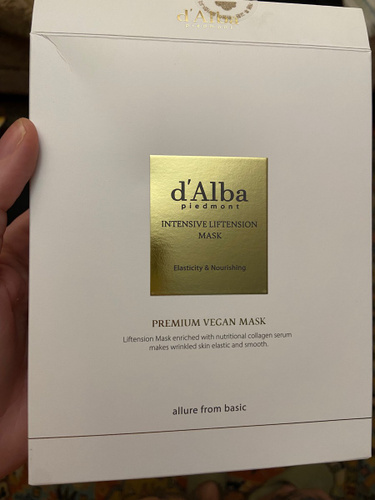 d'Alba
d'Alba
piedmont
INTENSIVE LIFTENSION
MASK
Elasticity & Nourishing
PREMIUM VEGAN MASK
Liftension Mask enriched with nutritional collagen serum
makes wrinkled skin elastic and smooth.
allure from basic